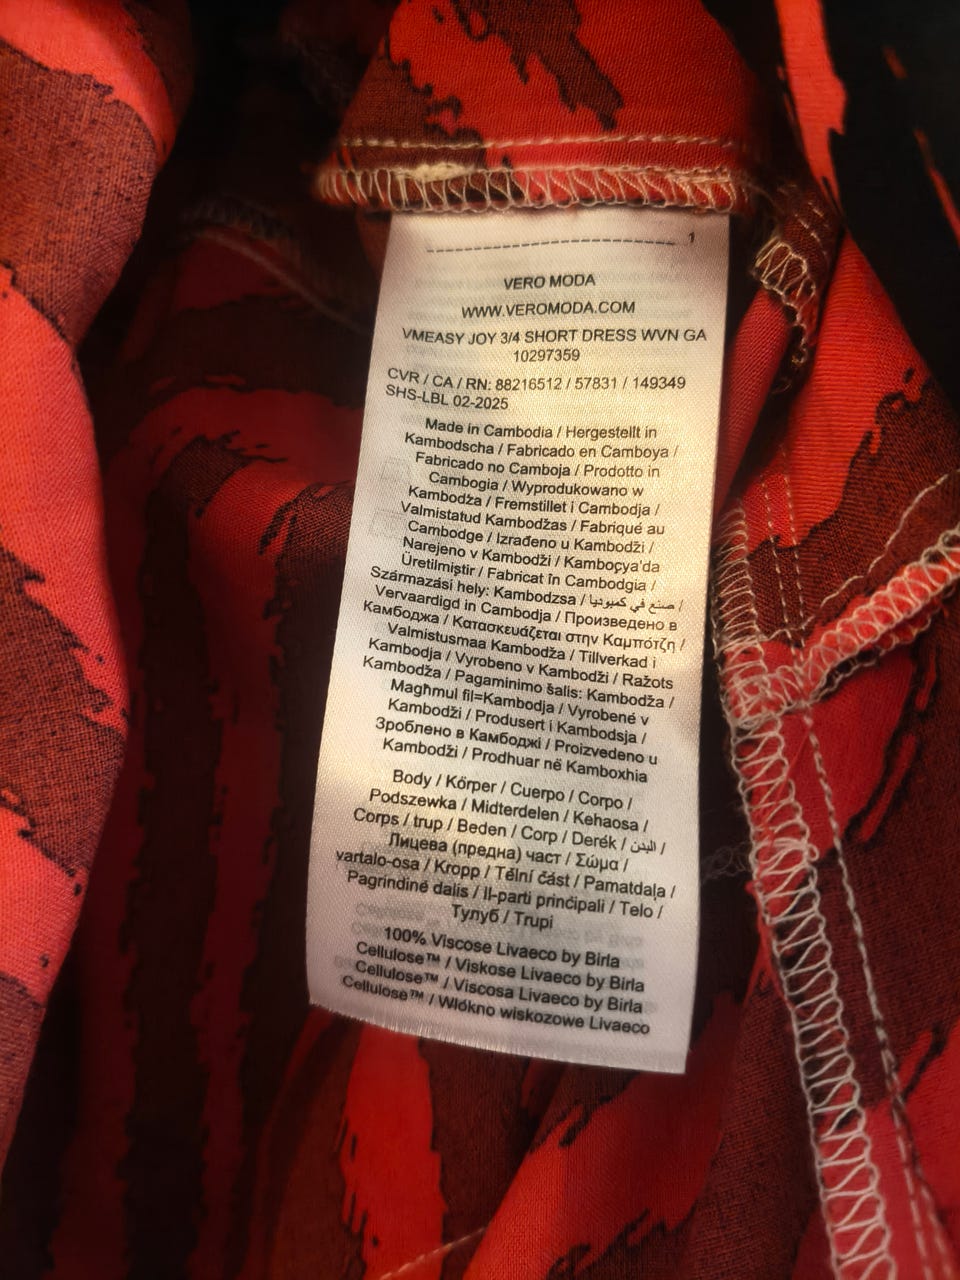 1
VERO MODA
WWW.VEROMODA.COM
VMEASY JOY 3/4 SHORT DRESS WVN GA
10297359
CVR / CA / RN: 88216512 / 57831 / 149349
SHS-LBL 02-2025
Made in Cambodia / Hergestellt in
Kambodscha / Fabricado en Camboya /
Fabricado no Camboja / Prodotto in
Cambogia / Wyprodukowano w
Kambodża / Fremstillet i Cambodja /
Valmistatud Kambodžas / Fabriqué au
Cambodge / Izrađeno u Kambodži /
Narejeno v Kambodži / Kamboçya'da
Üretilmiştir / Fabricat în Cambodgia /
Származási hely: Kambodzsa / صنع في كمبوديا /
Vervaardigd in Cambodja / Произведено в
Камбоджа / Κατασκευάζεται στην Καμπότζη /
Valmistusmaa Kambodža / Tillverkad i
Kambodja / Vyrobeno v Kambodži / Ražots
Kambodža / Pagaminimo šalis: Kambodža /
Magħmul fil=Kambodja / Vyrobené v
Kambodži / Produsert i Kambodsja /
Зроблено в Камбоджі / Proizvedeno u
Kambodži / Prodhuar në Kamboxhia
Body / Körper / Cuerpo / Corpo /
Podszewka / Midterdelen / Kehaosa /
Corps / trup / Beden / Corp / Derék / البدن /
Лицева (предна) част / Σώμα /
vartalo-osa / Kropp / Tělní část / Pamatdaļa /
Pagrindinė dalis / Il-parti prinċipali / Telo /
Тулуб / Trupi
100% Viscose Livaeco by Birla
Cellulose™ / Viskose Livaeco by Birla
Cellulose™ / Viscosa Livaeco by Birla
Cellulose™ / Włókno wiskozowe Livaeco